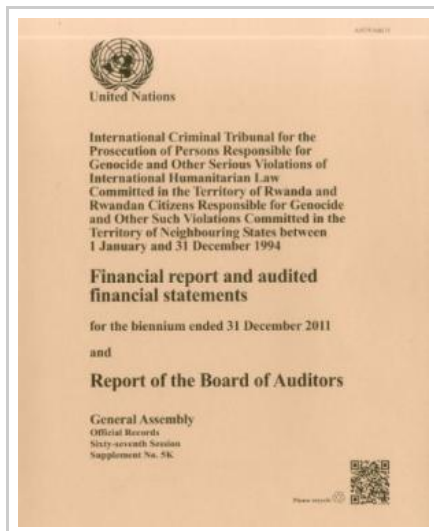 United Nations
International Criminal Tribunal for the
Prosecution of Persons Responsible for
Genocide and Other Serious Violations of
International Humanitarian Law
Committed in the Territory of Rwanda and
Rwandan Citizens Responsible for Genocide
and Other Such Violations Committed in the
Territory of Neighbouring States between
1 January and 31 December 1994
Financial report and audited
financial statements
for the biennium ended 31 December 2011
and
Report of the Board of Auditors
General Assembly
Official Records
Sixty-seventh Session
Supplement No. 5K
Please recycle